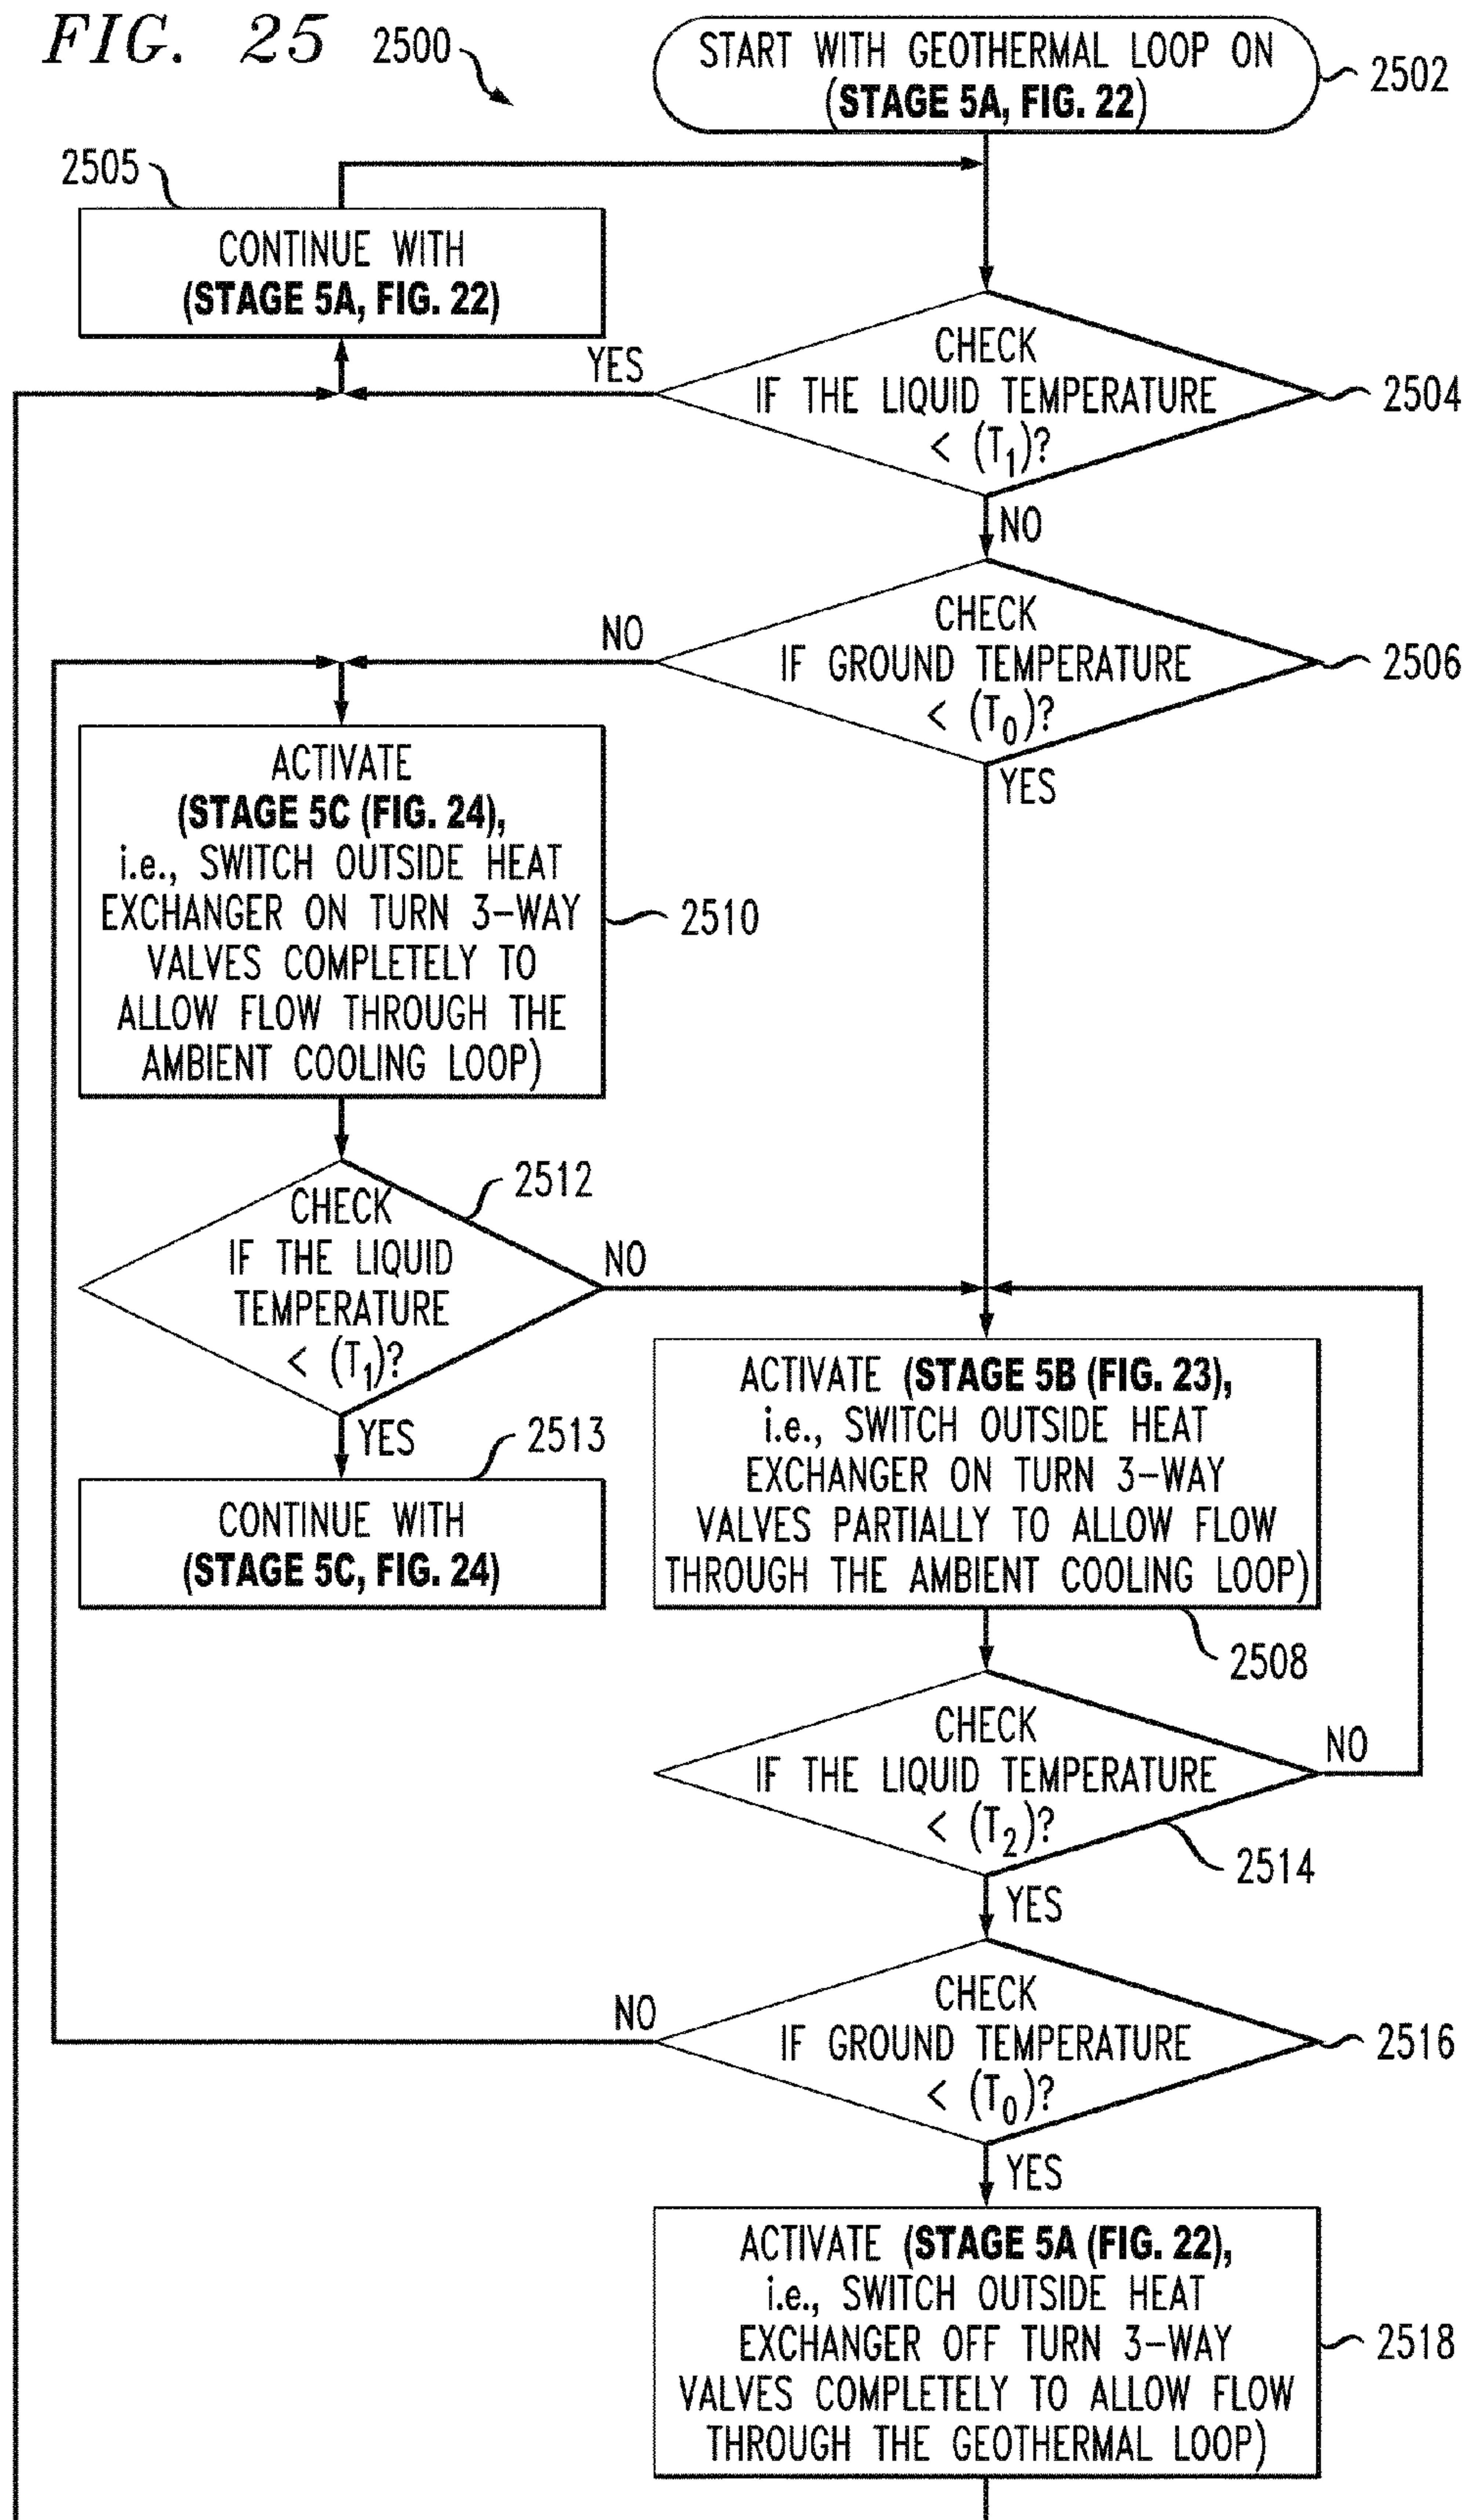 FIG. 25
2500
START WITH GEOTHERMAL LOOP ON
(STAGE 5A, FIG. 22)
2502
2505
CONTINUE WITH
(STAGE 5A, FIG. 22)
YES
CHECK
IF THE LIQUID TEMPERATURE
< (T1)?
2504
NO
CHECK
IF GROUND TEMPERATURE
< (T0)?
2506
NO
YES
ACTIVATE
(STAGE 5C (FIG. 24),
i.e., SWITCH OUTSIDE HEAT
EXCHANGER ON TURN 3-WAY
VALVES COMPLETELY TO
ALLOW FLOW THROUGH THE
AMBIENT COOLING LOOP)
2510
CHECK
IF THE LIQUID
TEMPERATURE
< (T1)?
2512
NO
YES
2513
CONTINUE WITH
(STAGE 5C, FIG. 24)
ACTIVATE (STAGE 5B (FIG. 23),
i.e., SWITCH OUTSIDE HEAT
EXCHANGER ON TURN 3-WAY
VALVES PARTIALLY TO ALLOW FLOW
THROUGH THE AMBIENT COOLING LOOP)
2508
CHECK
IF THE LIQUID TEMPERATURE
< (T2)?
NO
2514
YES
CHECK
IF GROUND TEMPERATURE
< (T0)?
NO
2516
YES
ACTIVATE (STAGE 5A (FIG. 22),
i.e., SWITCH OUTSIDE HEAT
EXCHANGER OFF TURN 3-WAY
VALVES COMPLETELY TO ALLOW FLOW
THROUGH THE GEOTHERMAL LOOP)
2518